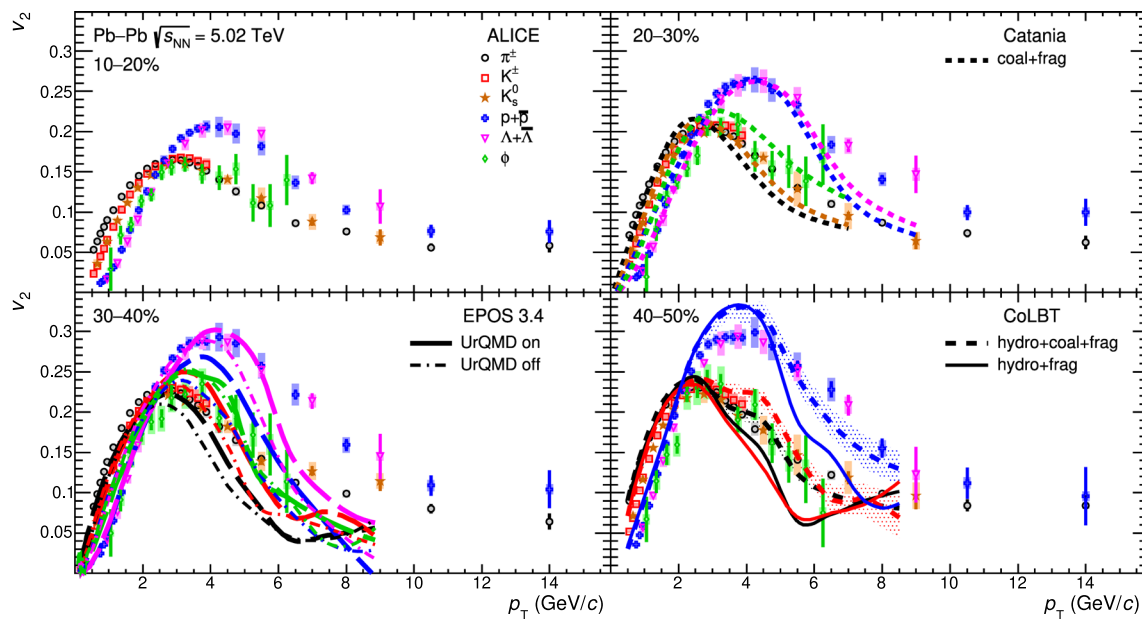 v₂
Pb–Pb √sNN = 5.02 TeV
10–20%
ALICE
π±
K±
K⁰s
p+p̅
Λ+Λ̅
ϕ
0.3
0.25
0.2
0.15
0.1
0.05
20–30%
Catania
coal+frag
v₂
30–40%
EPOS 3.4
UrQMD on
UrQMD off
0.3
0.25
0.2
0.15
0.1
0.05
0
40–50%
CoLBT
hydro+coal+frag
hydro+frag
0 2 4 6 8 10 12 14
pT (GeV/c)
2 4 6 8 10 12 14
pT (GeV/c)